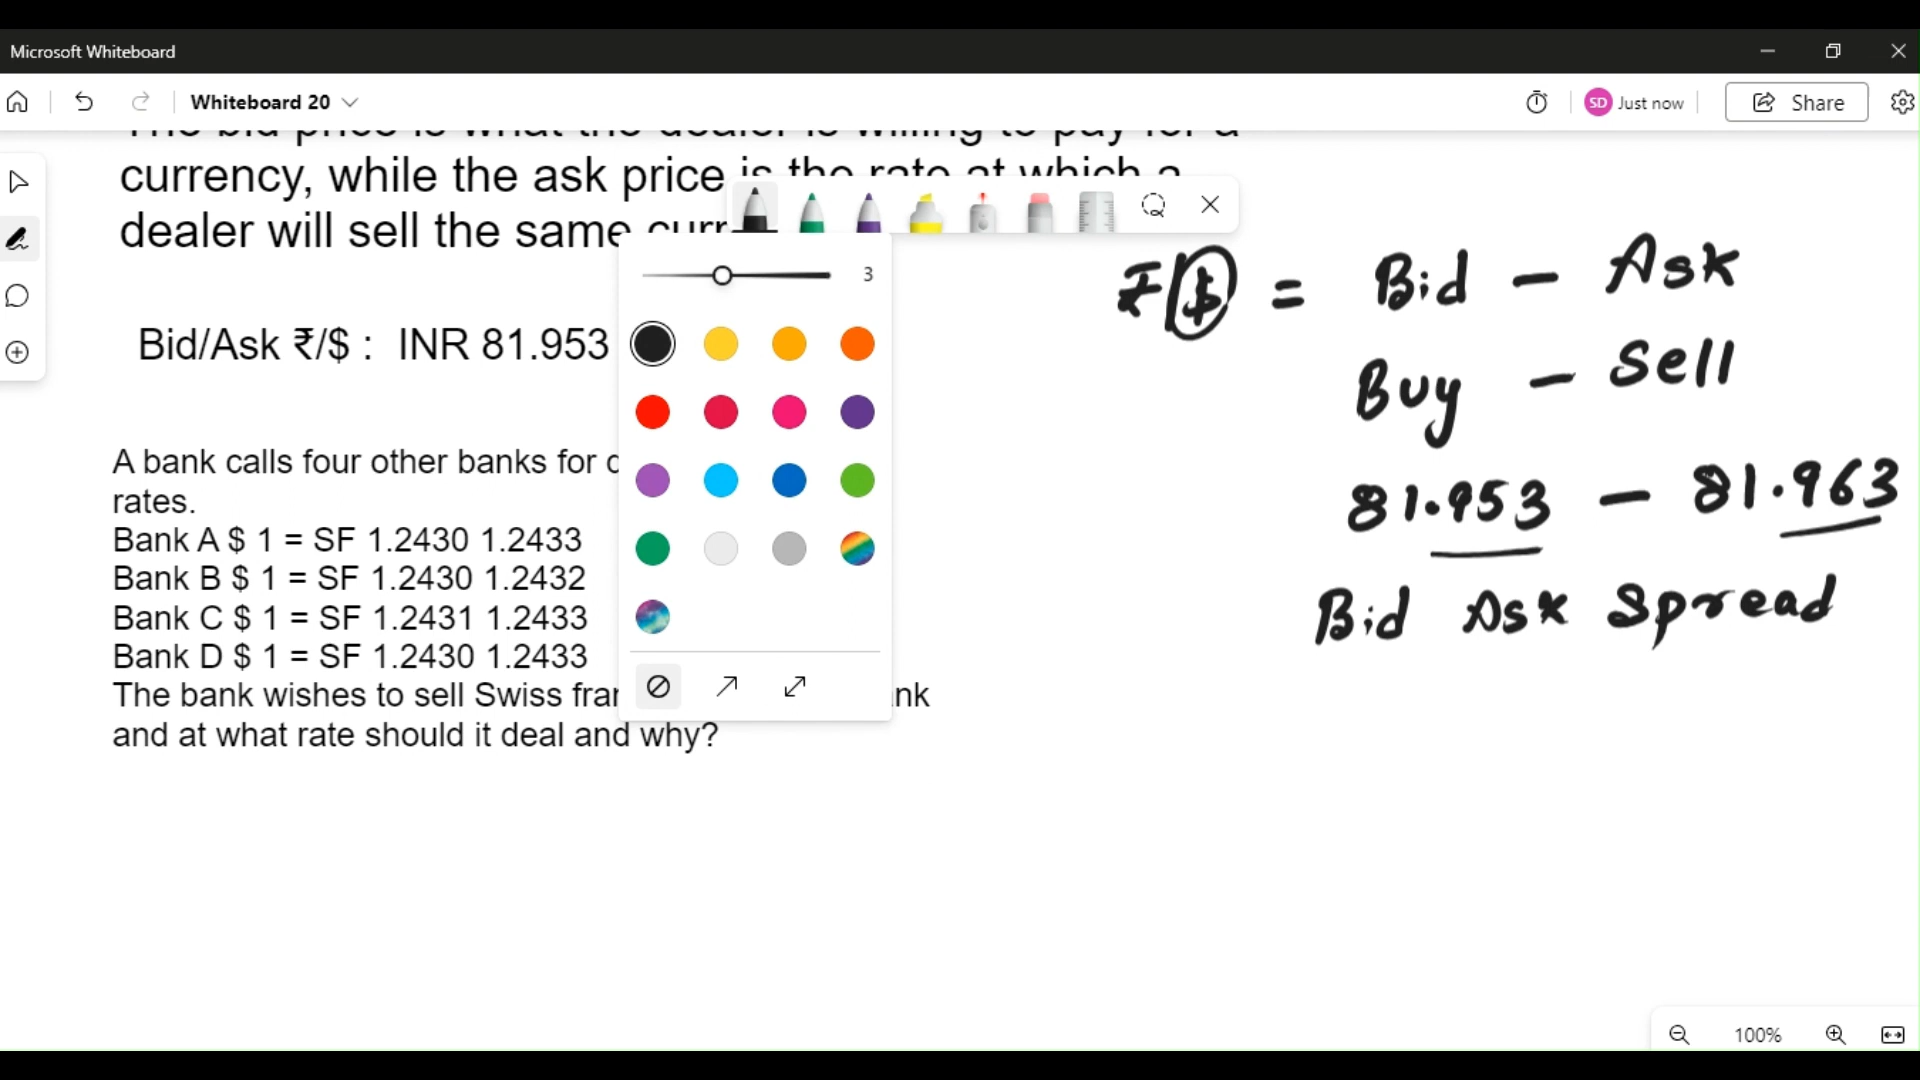 Microsoft Whiteboard
Whiteboard 20
SD Just now
Share
currency, while the ask price
dealer will sell the same
3
Bid/Ask ₹/$ : INR 81.953
A bank calls four other banks for
rates.
Bank A $ 1 = SF 1.2430 1.2433
Bank B $ 1 = SF 1.2430 1.2432
Bank C $ 1 = SF 1.2431 1.2433
Bank D $ 1 = SF 1.2430 1.2433
The bank wishes to sell Swiss
and at what rate should it deal and why?
₹/$ = Bid - Ask
Buy - Sell
81.953 - 81.963
Bid Ask Spread
100%